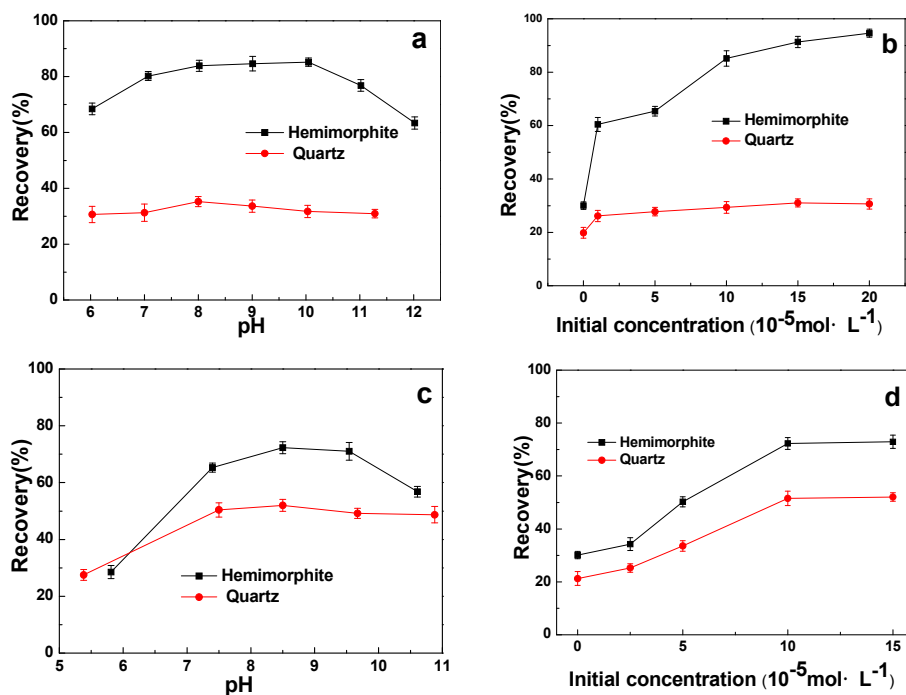 a
100
80
60
40
20
0
Recovery(%)
Hemimorphite
Quartz
6 7 8 9 10 11 12
pH
b
100
80
60
40
20
0
Recovery(%)
Hemimorphite
Quartz
0 5 10 15 20
Initial concentration (10⁻⁵mol· L⁻¹)
c
100
80
60
40
20
0
Recovery(%)
Hemimorphite
Quartz
5 6 7 8 9 10 11
pH
d
100
80
60
40
20
0
Recovery(%)
Hemimorphite
Quartz
0 5 10 15
Initial concentration (10⁻⁵mol· L⁻¹)